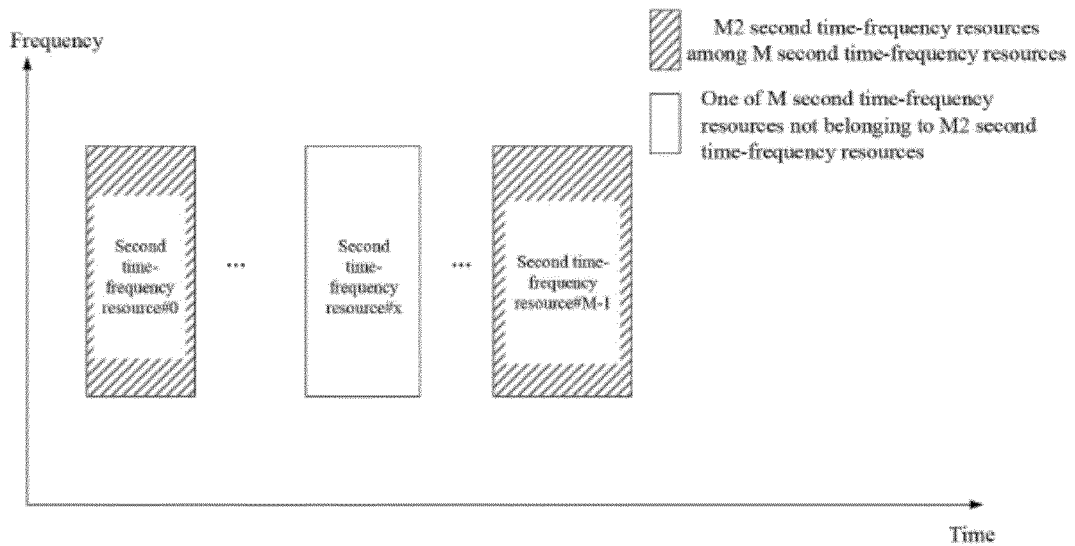 Frequency
M2 second time-frequency resources
among M second time-frequency resources
One of M second time-frequency
resources not belonging to M2 second
time-frequency resources
Second
time-
frequency
resource#0
...
Second
time-
frequency
resource#x
...
Second time-
frequency
resource#M-1
Time